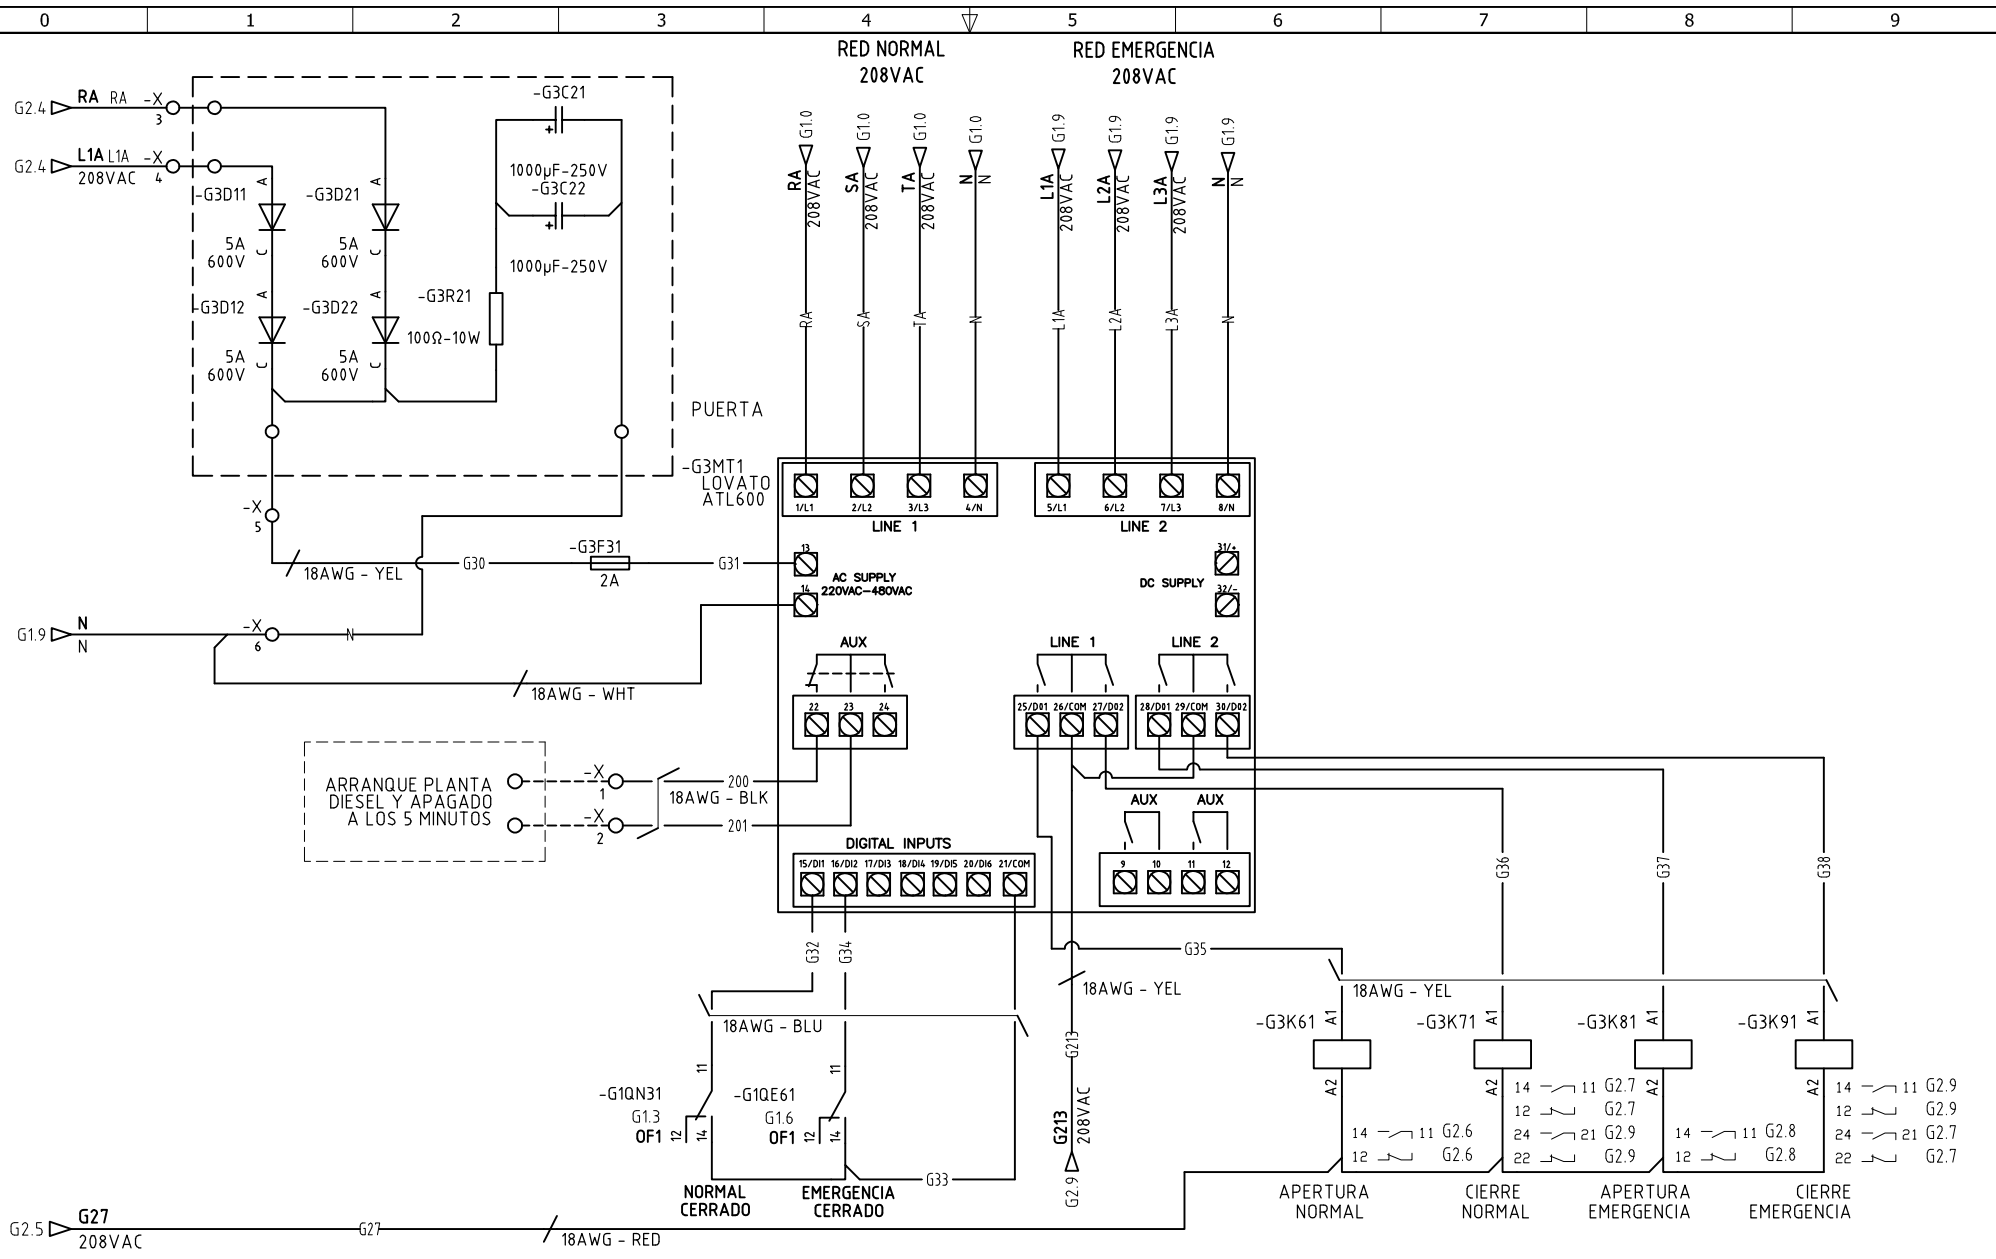 0 1 2 3 4 5 6 7 8 9
RED NORMAL
208VAC
RED EMERGENCIA
208VAC
G2.4 RA RA -X
3
G2.4 L1A L1A -X
208VAC 4
-G3D11
A
5A
600V
C
-G3D21
A
5A
600V
C
-G3D12
A
5A
600V
C
-G3D22
A
5A
600V
C
-G3C21
+
1000µF-250V
-G3C22
+
1000µF-250V
-G3R21
100Ω-10W
PUERTA
G1.0 RA 208VAC RA
G1.0 SA 208VAC SA
G1.0 TA 208VAC TA
G1.0 N N N
G1.9 L1A 208VAC L1A
G1.9 L2A 208VAC L2A
G1.9 L3A 208VAC L3A
G1.9 N N N
-G3MT1
LOVATO
ATL600
1/L1 2/L2 3/L3 4/N
LINE 1
5/L1 6/L2 7/L3 8/N
LINE 2
-X
5
18AWG - YEL
G30
-G3F31
2A
G31
13
14
AC SUPPLY
220VAC-480VAC
DC SUPPLY
31/+
32/-
G1.9 N
N
-X
6
N
18AWG - WHT
AUX
22 23 24
LINE 1
25/DO1 26/COM 27/DO2
LINE 2
28/DO1 29/COM 30/DO2
ARRANQUE PLANTA
DIESEL Y APAGADO
A LOS 5 MINUTOS
-X
1
-X
2
200
18AWG - BLK
201
AUX AUX
9 10 11 12
DIGITAL INPUTS
15/DI1 16/DI2 17/DI3 18/DI4 19/DI5 20/DI6 21/COM
G32
G34
18AWG - BLU
-G1QN31
G1.3
OF1
11
12 14
NORMAL
CERRADO
-G1QE61
G1.6
OF1
11
12 14
EMERGENCIA
CERRADO
G33
18AWG - YEL
G213
G213
208VAC
G2.9
G35
G36
G37
G38
18AWG - YEL
-G3K61 A1
A2
14 11 G2.6
12 G2.6
APERTURA
NORMAL
-G3K71 A1
A2
14 11 G2.7
12 G2.7
24 21 G2.9
22 G2.9
CIERRE
NORMAL
-G3K81 A1
A2
14 11 G2.8
12 G2.8
APERTURA
EMERGENCIA
-G3K91 A1
A2
14 11 G2.9
12 G2.9
24 21 G2.7
22 G2.7
CIERRE
EMERGENCIA
G2.5 G27
208VAC
G27
18AWG - RED